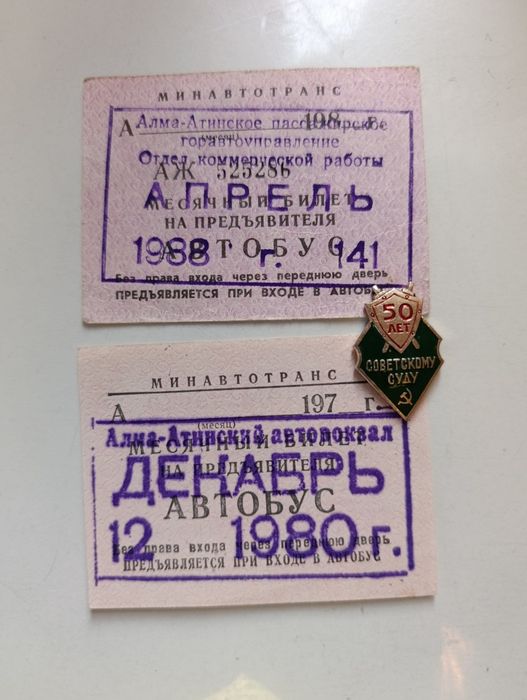 МИНАВТОТРАНС
А 198 г.
(месяц)
Алма-Атинское пассажирское
горавтоуправление
Отдел коммерческой работы
АЖ 525286
АПРЕЛЬ
МЕСЯЧНЫЙ БИЛЕТ
НА ПРЕДЪЯВИТЕЛЯ
АВТОБУС
1988 г. 141
Без права входа через переднюю дверь
ПРЕДЪЯВЛЯЕТСЯ ПРИ ВХОДЕ В АВТОБУС
50
ЛЕТ
СОВЕТСКОМУ
СУДУ
МИНАВТОТРАНС
А 197 г.
(месяц)
Алма-Атинский автовокзал
МЕСЯЧНЫЙ БИЛЕТ
НА ПРЕДЪЯВИТЕЛЯ
ДЕКАБРЬ
АВТОБУС
12 1980 г.
Без права входа через переднюю дверь
ПРЕДЪЯВЛЯЕТСЯ ПРИ ВХОДЕ В АВТОБУС